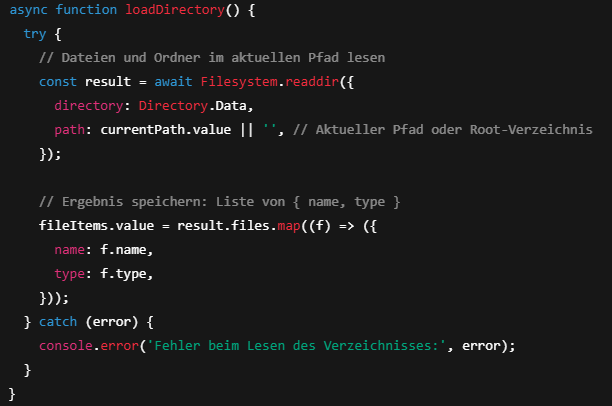 async function loadDirectory() {
  try {
    // Dateien und Ordner im aktuellen Pfad lesen
    const result = await Filesystem.readdir({
      directory: Directory.Data,
      path: currentPath.value || '', // Aktueller Pfad oder Root-Verzeichnis
    });

    // Ergebnis speichern: Liste von { name, type }
    fileItems.value = result.files.map((f) => ({
      name: f.name,
      type: f.type,
    }));
  } catch (error) {
    console.error('Fehler beim Lesen des Verzeichnisses:', error);
  }
}